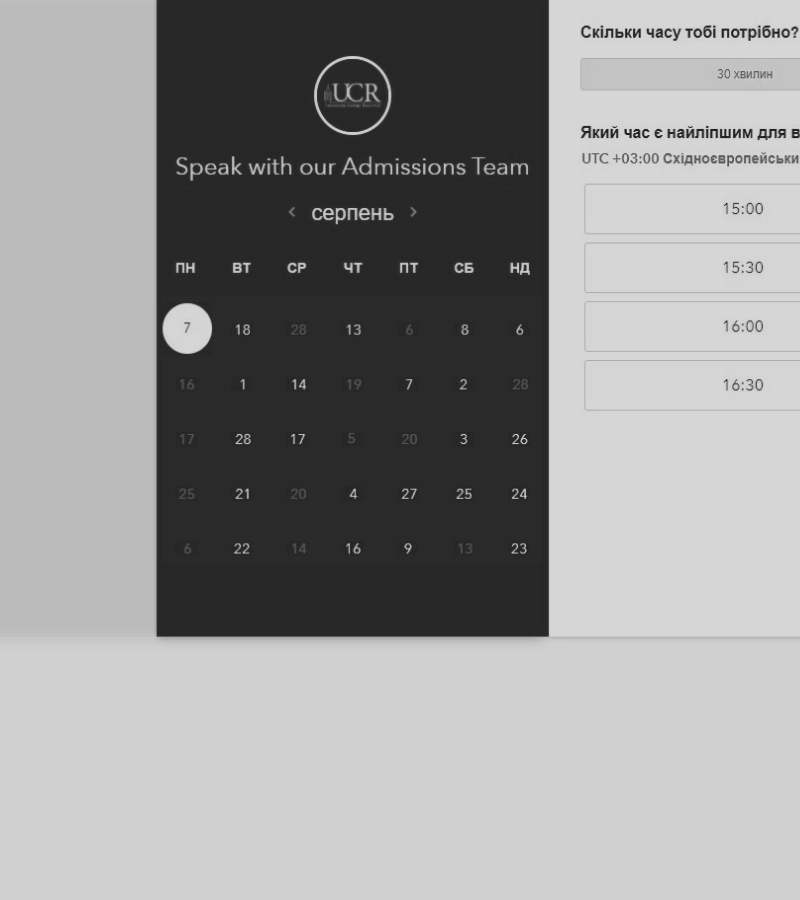 UCR
Speak with our Admissions Team
серпень
ПН ВТ СР ЧТ ПТ СБ НД
7 18 28 13 6 8 6
16 1 14 19 7 2 28
17 28 17 5 20 3 26
25 21 20 4 27 25 24
6 22 14 16 9 13 23
Скільки часу тобі потрібно?
30 хвилин
Який час є найліпшим для в
UTC +03:00 Східноєвропейськи
15:00
15:30
16:00
16:30